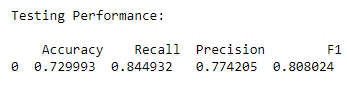 Testing Performance:
Accuracy Recall Precision F1
0 0.729993 0.844932 0.774205 0.808024